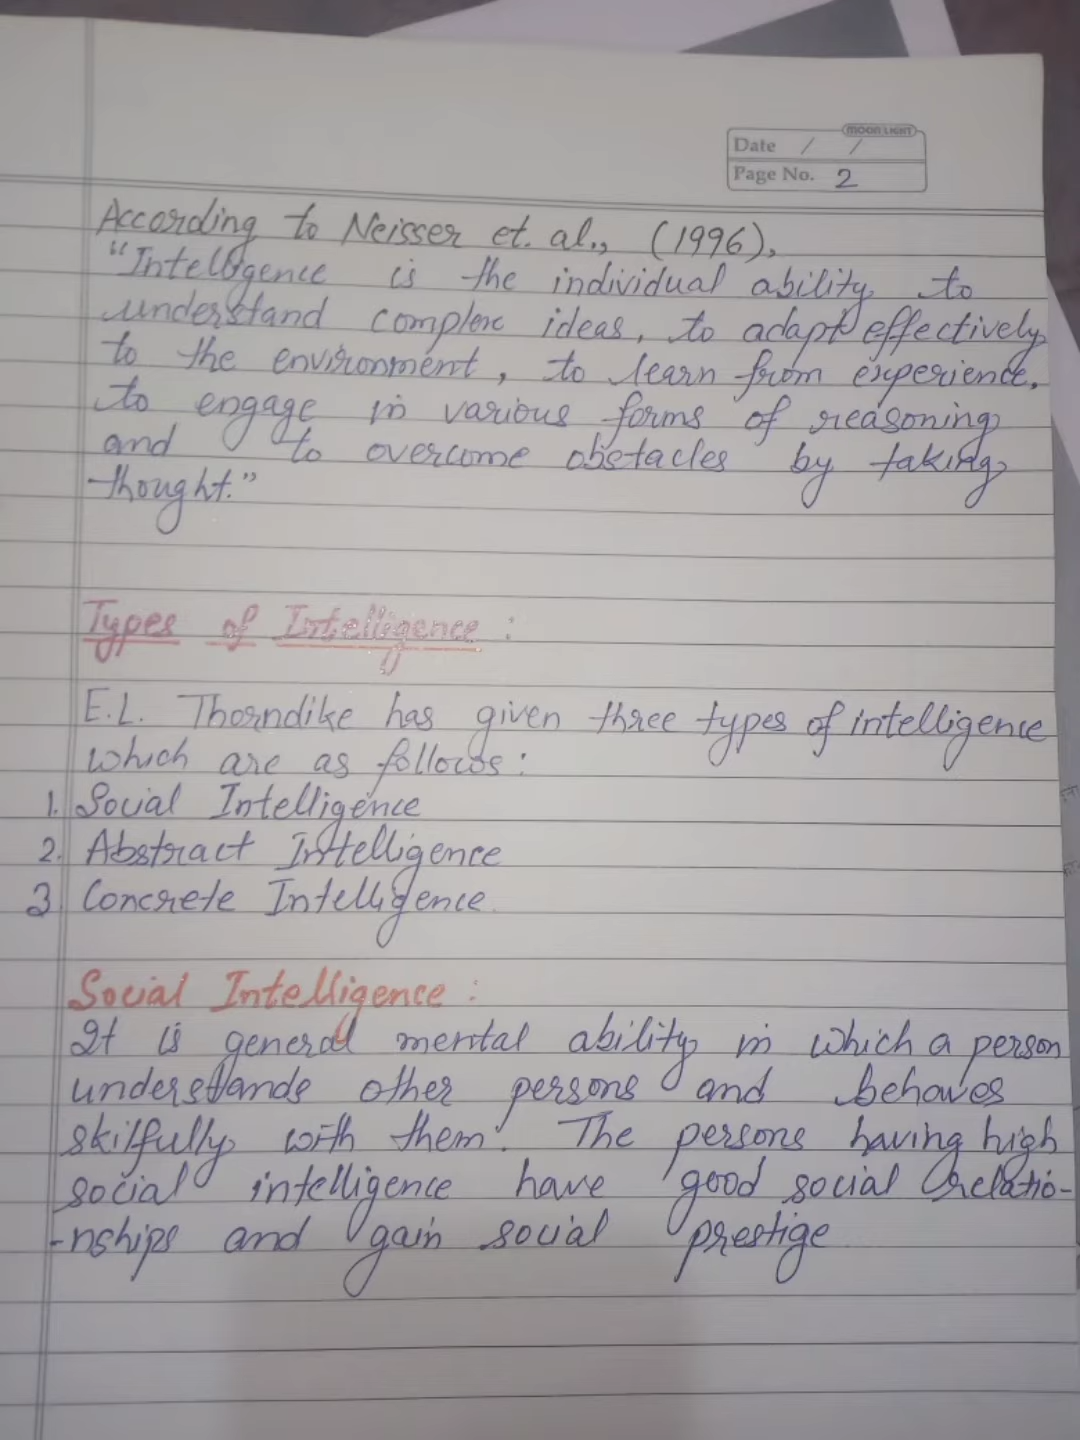 MOONLIGHT
Date / /
Page No. 2
According to Neisser et. al., (1996),
"Intelligence is the individual ability to
understand complex ideas, to adapt effectively
to the environment, to learn from experience,
to engage in various forms of reasoning
and to overcome obstacles by taking
thought."
Types of Intelligence :
E.L. Thorndike has given three types of intelligence
which are as follows :
1. Social Intelligence
2. Abstract Intelligence
3 Concrete Intelligence.
Social Intelligence :
It is general mental ability in which a person
understands other persons and behaves
skilfully with them. The persons having high
social intelligence have good social relatio-
-nships and gain social prestige